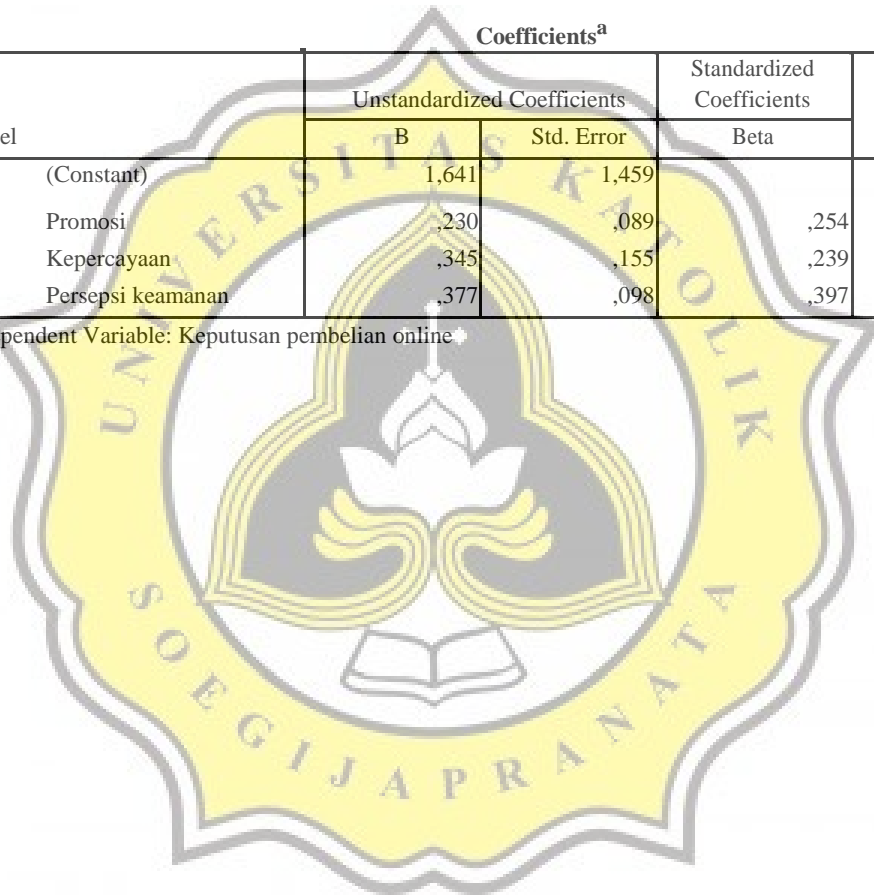 Coefficientsa
Unstandardized Coefficients Standardized Coefficients
el B Std. Error Beta
(Constant) 1,641 1,459
Promosi ,230 ,089 ,254
Kepercayaan ,345 ,155 ,239
Persepsi keamanan ,377 ,098 ,397
pendent Variable: Keputusan pembelian online
UNIVERSITAS KATOLIK
SOEGIJAPRANATA